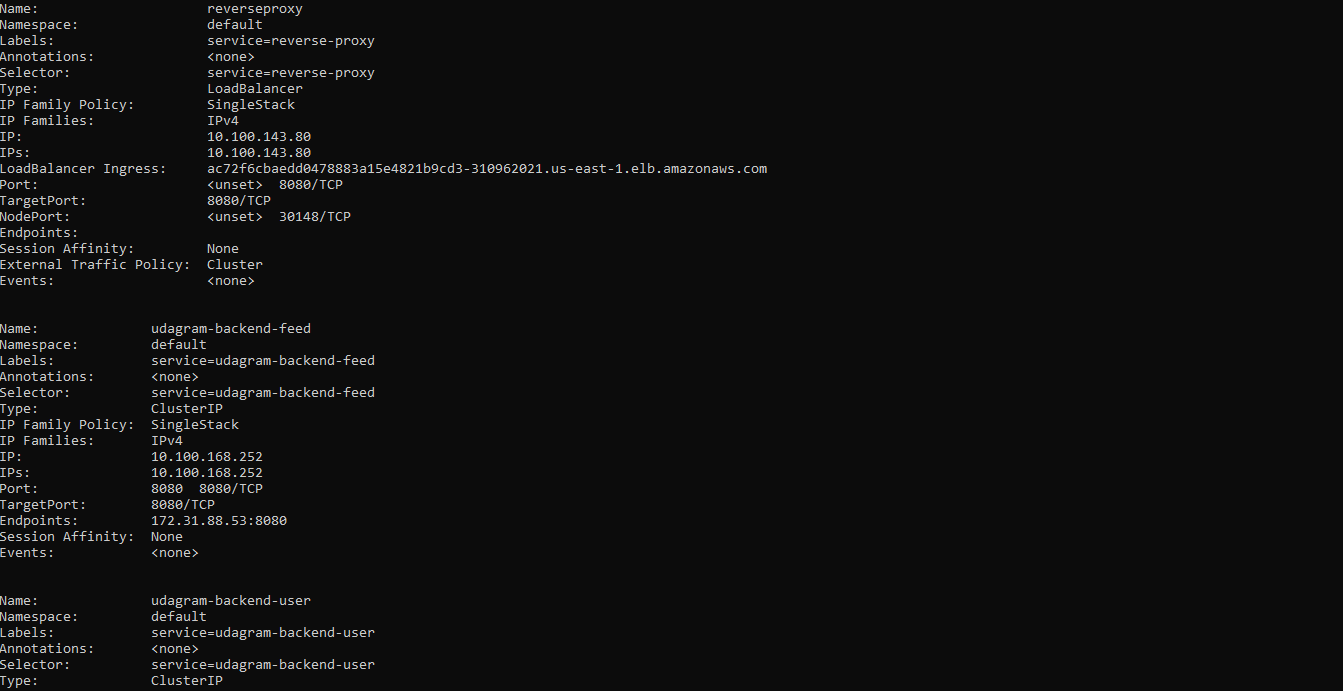 Name: reverseproxy
Namespace: default
Labels: service=reverse-proxy
Annotations: <none>
Selector: service=reverse-proxy
Type: LoadBalancer
IP Family Policy: SingleStack
IP Families: IPv4
IP: 10.100.143.80
IPs: 10.100.143.80
LoadBalancer Ingress: ac72f6cbaedd0478883a15e4821b9cd3-310962021.us-east-1.elb.amazonaws.com
Port: <unset> 8080/TCP
TargetPort: 8080/TCP
NodePort: <unset> 30148/TCP
Endpoints:
Session Affinity: None
External Traffic Policy: Cluster
Events: <none>
Name: udagram-backend-feed
Namespace: default
Labels: service=udagram-backend-feed
Annotations: <none>
Selector: service=udagram-backend-feed
Type: ClusterIP
IP Family Policy: SingleStack
IP Families: IPv4
IP: 10.100.168.252
IPs: 10.100.168.252
Port: 8080 8080/TCP
TargetPort: 8080/TCP
Endpoints: 172.31.88.53:8080
Session Affinity: None
Events: <none>
Name: udagram-backend-user
Namespace: default
Labels: service=udagram-backend-user
Annotations: <none>
Selector: service=udagram-backend-user
Type: ClusterIP